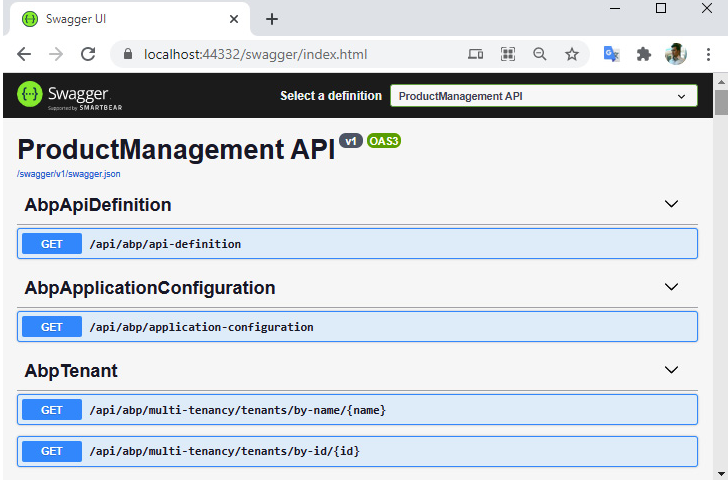 Swagger UI
localhost:44332/swagger/index.html
Swagger
Supported by SMARTBEAR
Select a definition
ProductManagement API
ProductManagement API v1 OAS3
/swagger/v1/swagger.json
AbpApiDefinition
GET /api/abp/api-definition
AbpApplicationConfiguration
GET /api/abp/application-configuration
AbpTenant
GET /api/abp/multi-tenancy/tenants/by-name/{name}
GET /api/abp/multi-tenancy/tenants/by-id/{id}